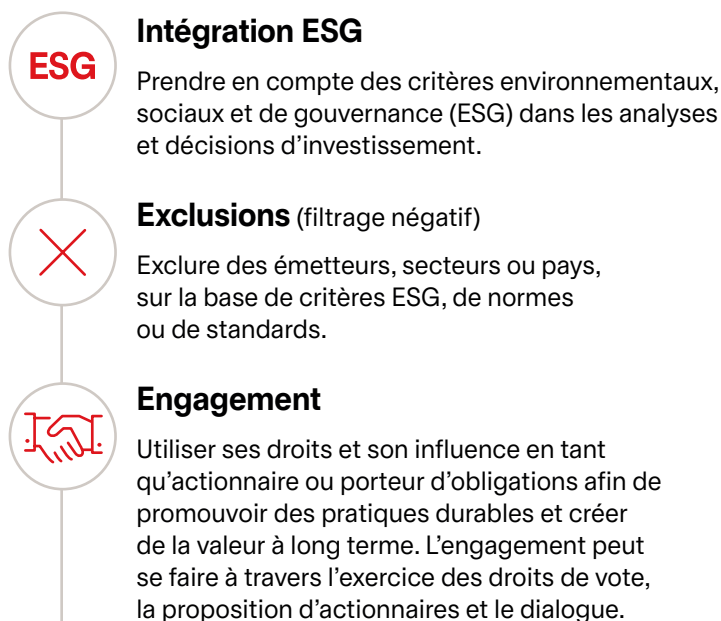 ESG
Intégration ESG
Prendre en compte des critères environnementaux,
sociaux et de gouvernance (ESG) dans les analyses
et décisions d’investissement.
Exclusions (filtrage négatif)
Exclure des émetteurs, secteurs ou pays,
sur la base de critères ESG, de normes
ou de standards.
Engagement
Utiliser ses droits et son influence en tant
qu’actionnaire ou porteur d’obligations afin de
promouvoir des pratiques durables et créer
de la valeur à long terme. L’engagement peut
se faire à travers l’exercice des droits de vote,
la proposition d’actionnaires et le dialogue.